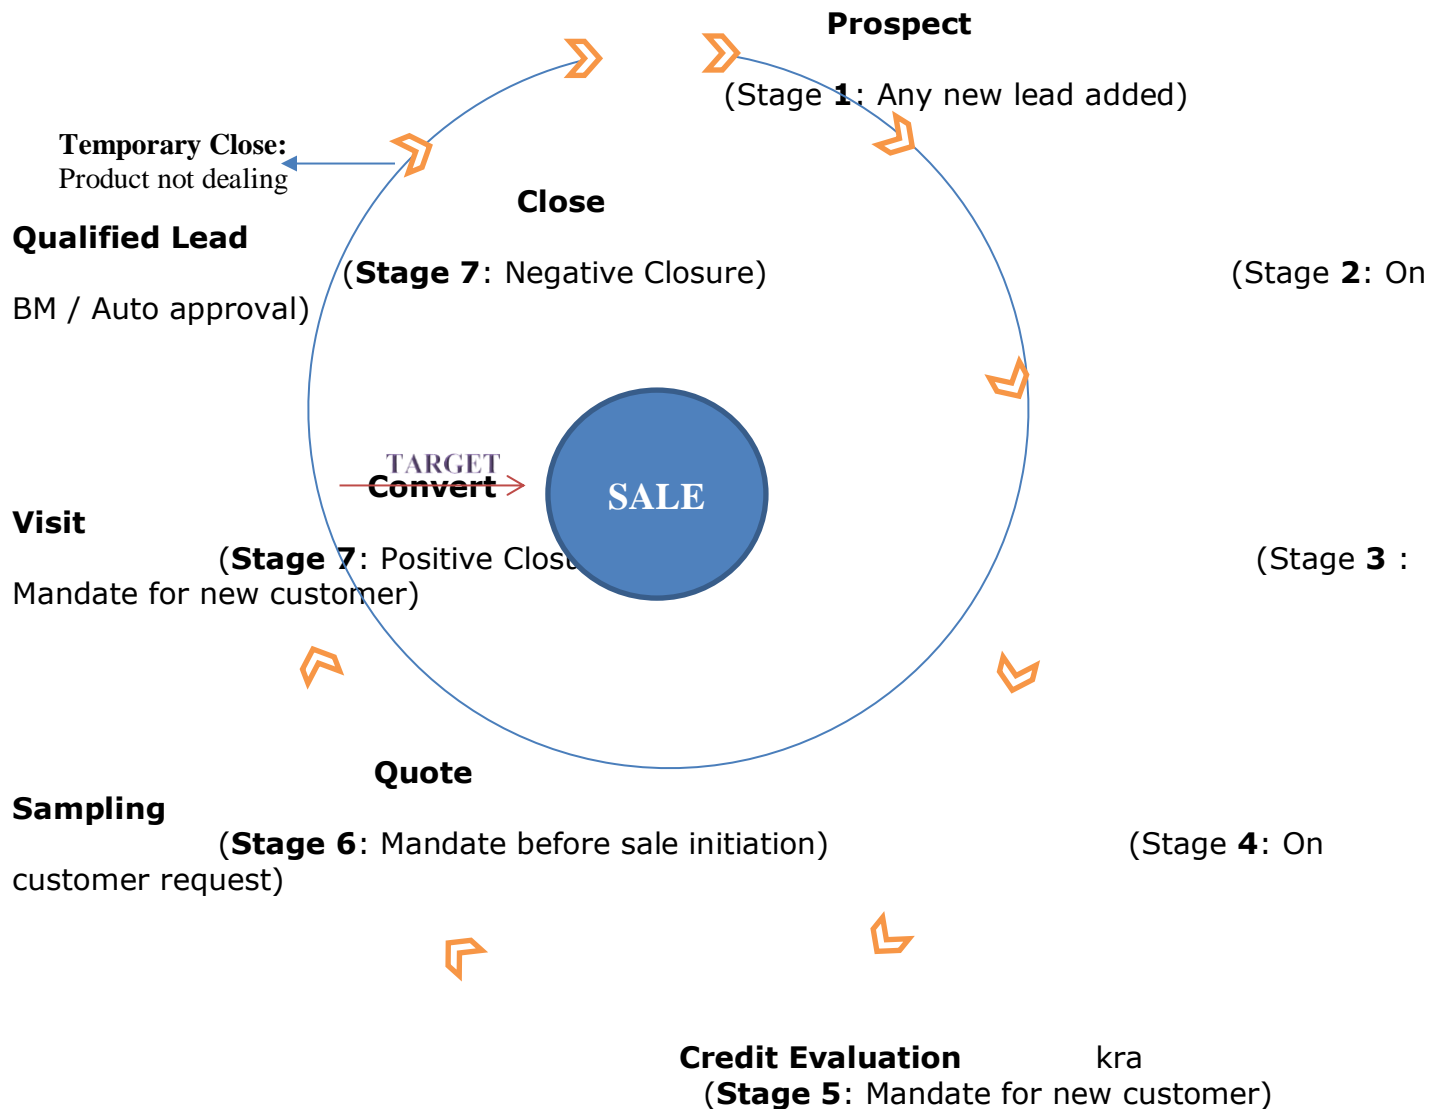 Prospect
(Stage 1: Any new lead added)
Temporary Close:
Product not dealing
Close
Qualified Lead
(Stage 7: Negative Closure) (Stage 2: On
BM / Auto approval)
TARGET
Convert
SALE
Visit
(Stage 7: Positive (Stage 3 :
Mandate for new customer)
Quote
Sampling
(Stage 6: Mandate before sale initiation) (Stage 4: On
customer request)
Credit Evaluation kra
(Stage 5: Mandate for new customer)